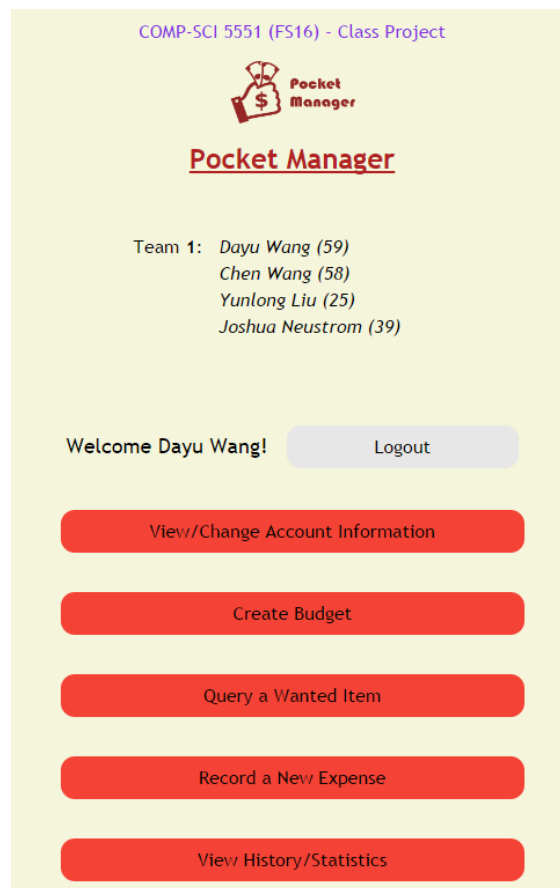 COMP-SCI 5551 (FS16) - Class Project
$
Pocket
Manager
Pocket Manager
Team 1: Dayu Wang (59)
Chen Wang (58)
Yunlong Liu (25)
Joshua Neustrom (39)
Welcome Dayu Wang! Logout
View/Change Account Information
Create Budget
Query a Wanted Item
Record a New Expense
View History/Statistics